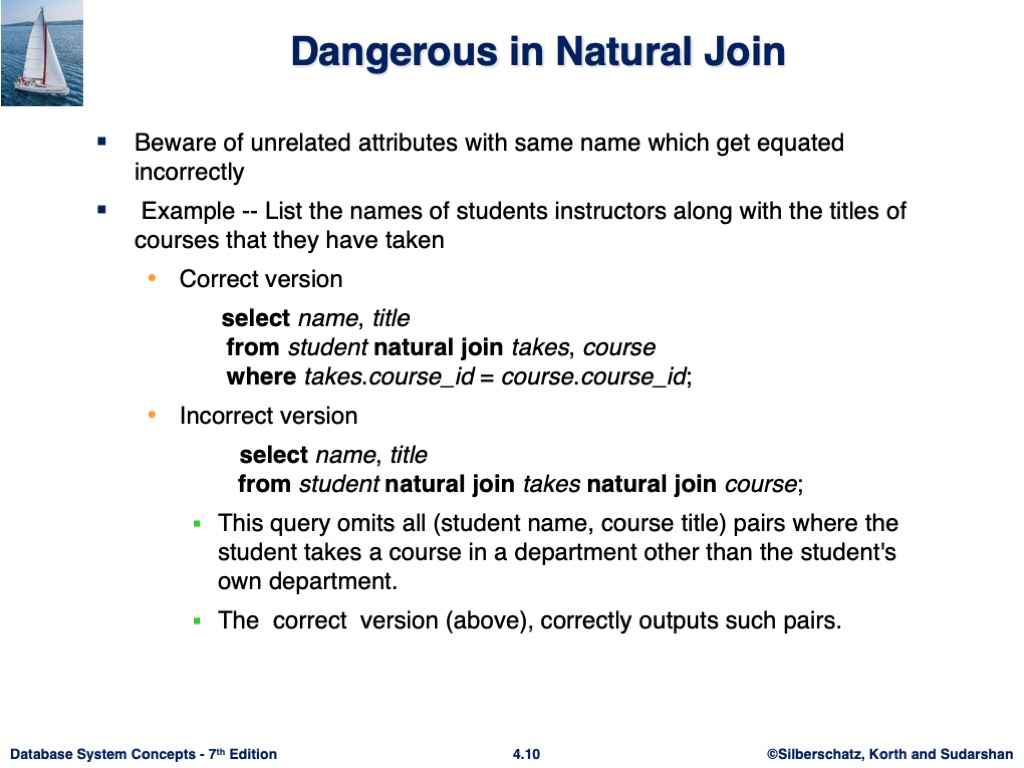 Dangerous in Natural Join
▪ Beware of unrelated attributes with same name which get equated
incorrectly
▪ Example -- List the names of students instructors along with the titles of
courses that they have taken
• Correct version
select name, title
from student natural join takes, course
where takes.course_id = course.course_id;
• Incorrect version
select name, title
from student natural join takes natural join course;
▪ This query omits all (student name, course title) pairs where the
student takes a course in a department other than the student's
own department.
▪ The correct version (above), correctly outputs such pairs.
Database System Concepts - 7th Edition
4.10
©Silberschatz, Korth and Sudarshan